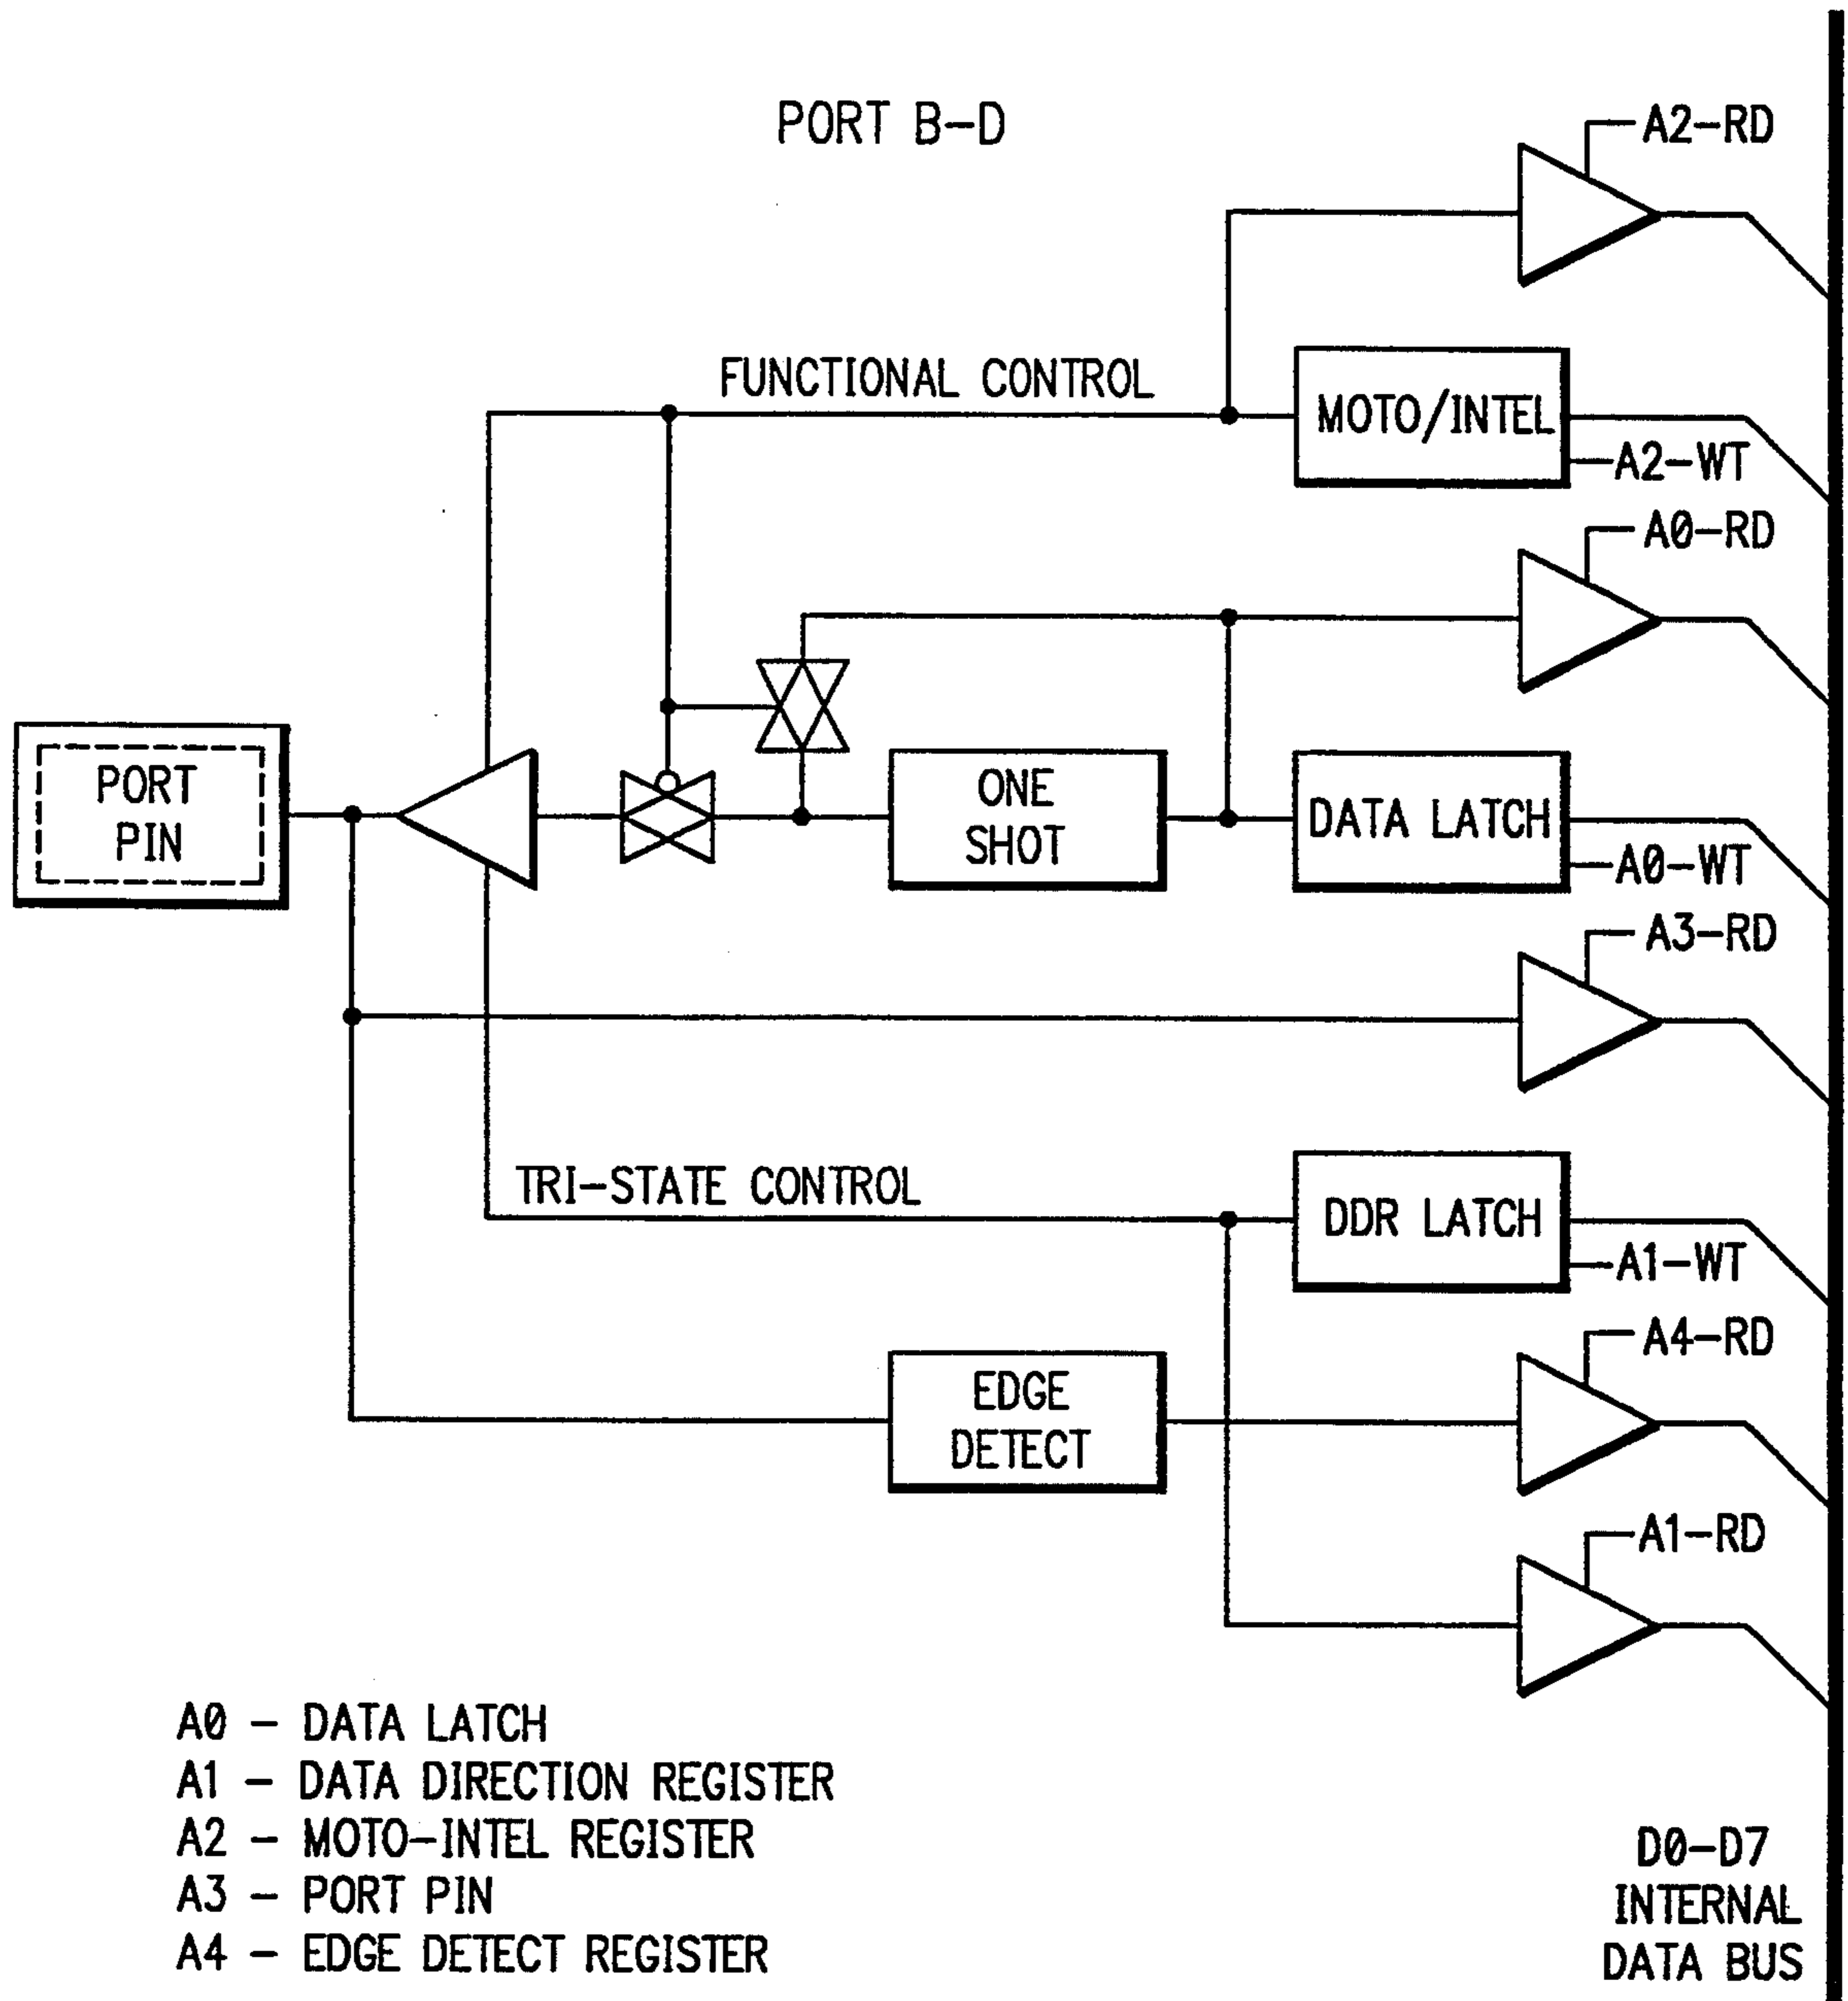 PORT B-D
A2-RD
FUNCTIONAL CONTROL
MOTO/INTEL
A2-WT
A0-RD
PORT
PIN
ONE
SHOT
DATA LATCH
A0-WT
A3-RD
TRI-STATE CONTROL
DDR LATCH
A1-WT
A4-RD
EDGE
DETECT
A1-RD
A0 - DATA LATCH
A1 - DATA DIRECTION REGISTER
A2 - MOTO-INTEL REGISTER
A3 - PORT PIN
A4 - EDGE DETECT REGISTER
D0-D7
INTERNAL
DATA BUS